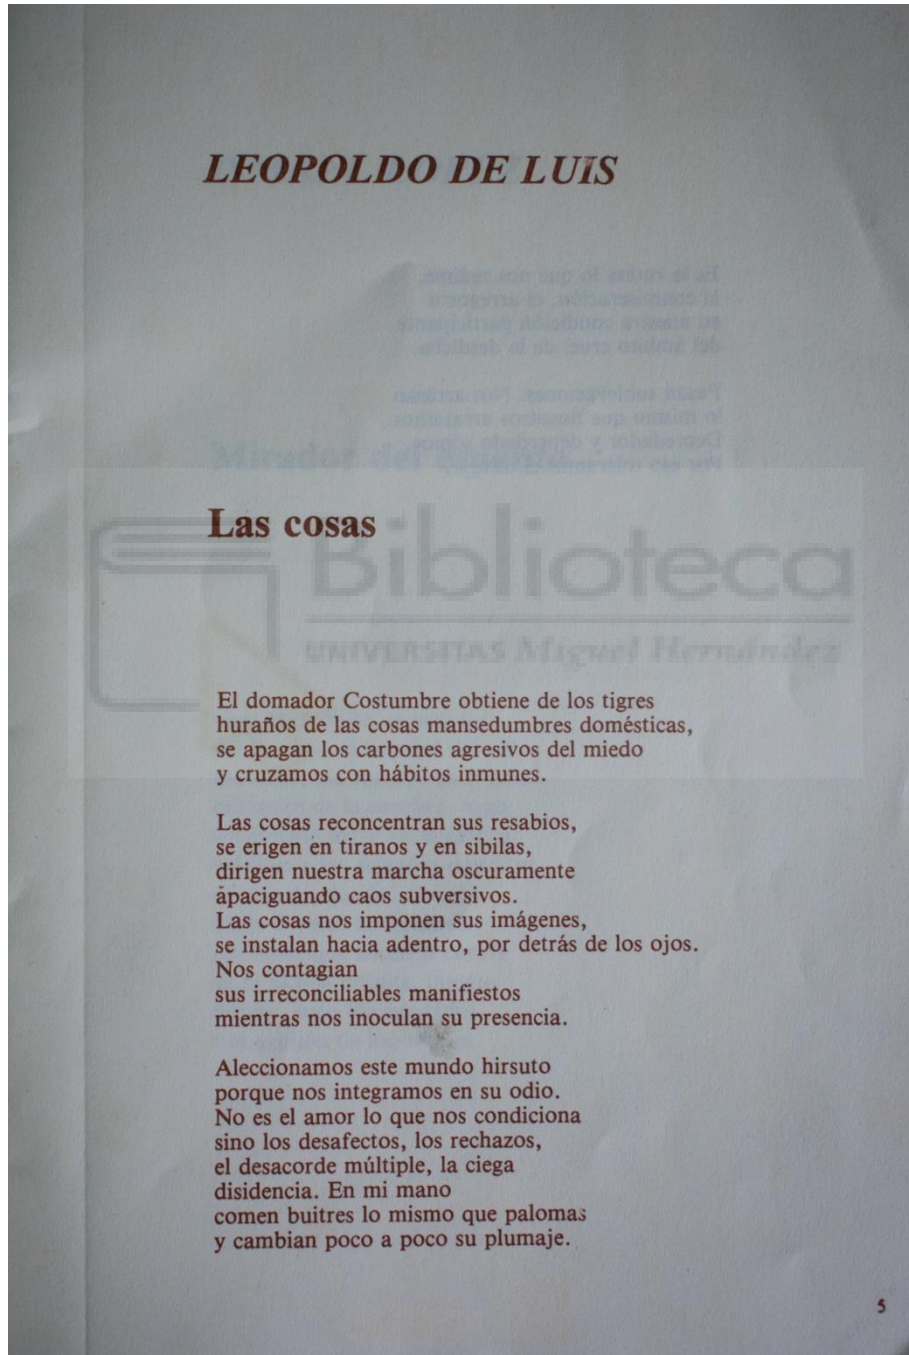 LEOPOLDO DE LUIS
Las cosas
Biblioteca
UNIVERSITAS Miguel Hernández
El domador Costumbre obtiene de los tigres
huraños de las cosas mansedumbres domésticas,
se apagan los carbones agresivos del miedo
y cruzamos con hábitos inmunes.
Las cosas reconcentran sus resabios,
se erigen en tiranos y en sibilas,
dirigen nuestra marcha oscuramente
apaciguando caos subversivos.
Las cosas nos imponen sus imágenes,
se instalan hacia adentro, por detrás de los ojos.
Nos contagian
sus irreconciliables manifiestos
mientras nos inoculan su presencia.
Aleccionamos este mundo hirsuto
porque nos integramos en su odio.
No es el amor lo que nos condiciona
sino los desafectos, los rechazos,
el desacorde múltiple, la ciega
disidencia. En mi mano
comen buitres lo mismo que palomas
y cambian poco a poco su plumaje.
5